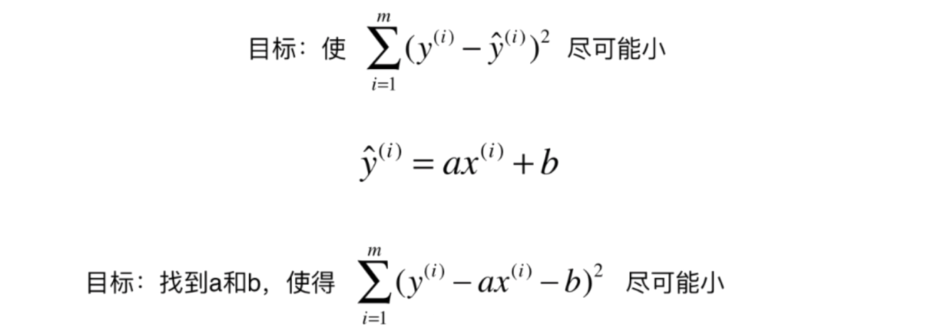 目标：使 $\sum_{i=1}^{m}(y^{(i)} - \hat{y}^{(i)})^2$ 尽可能小
$\hat{y}^{(i)} = ax^{(i)} + b$
目标：找到a和b，使得 $\sum_{i=1}^{m}(y^{(i)} - ax^{(i)} - b)^2$ 尽可能小